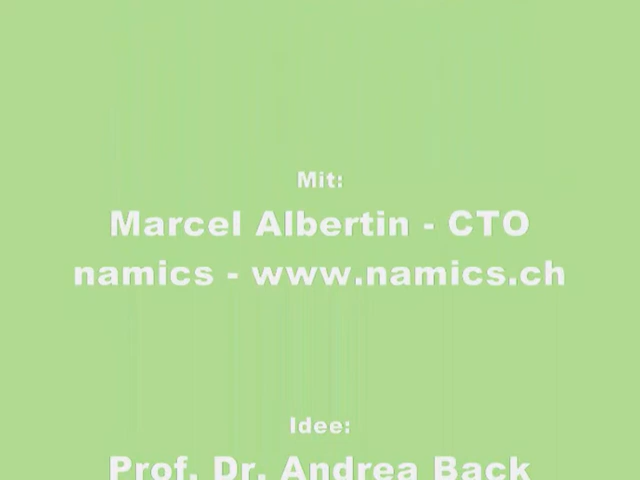 Mit:
Marcel Albertin - CTO
namics - www.namics.ch
Idee:
Prof. Dr. Andrea Back